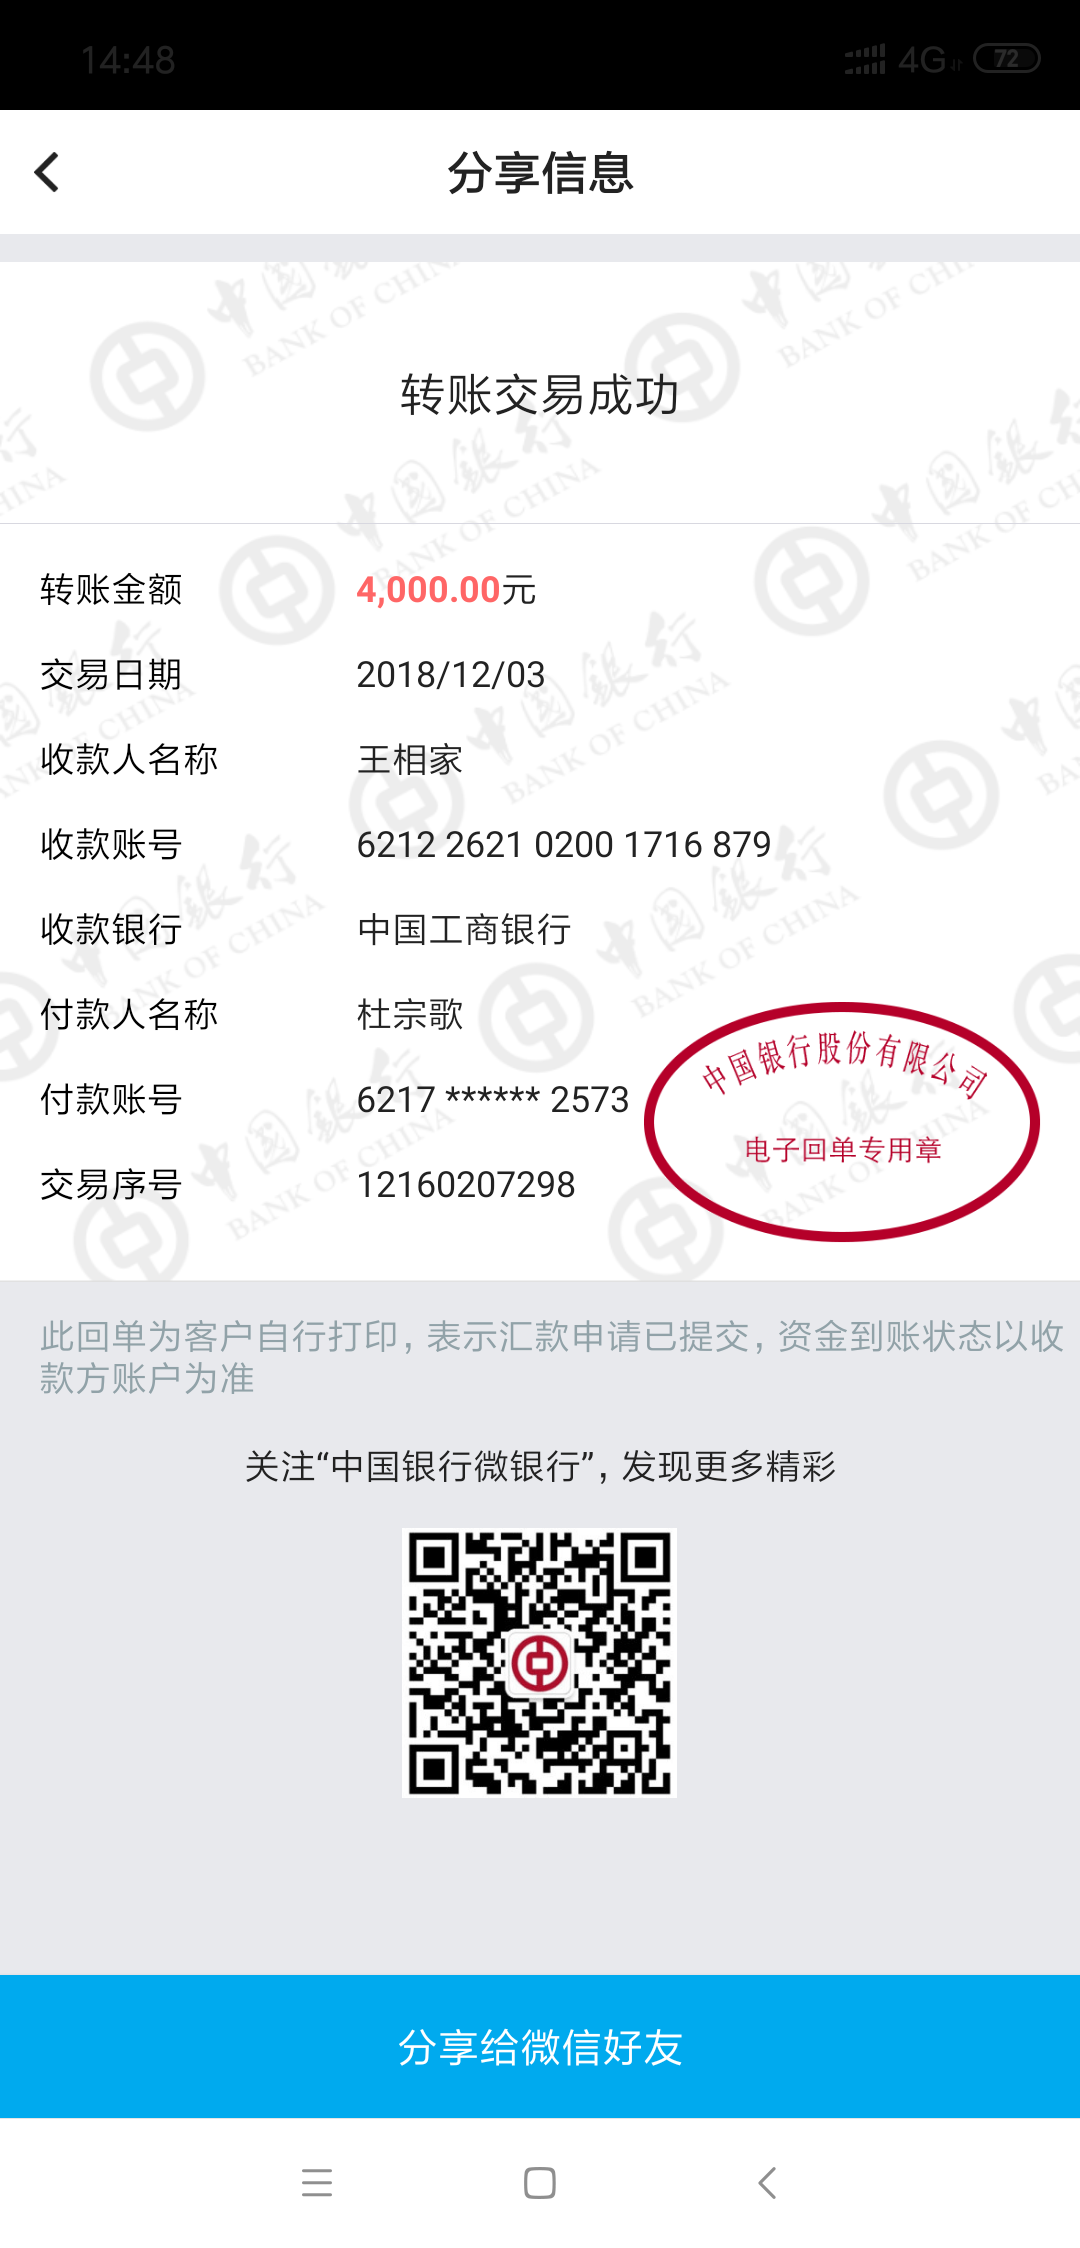 14:48
4G
72
分享信息
转账交易成功
转账金额 4,000.00元
交易日期 2018/12/03
收款人名称 王相家
收款账号 6212 2621 0200 1716 879
收款银行 中国工商银行
付款人名称 杜宗歌
付款账号 6217 ****** 2573
交易序号 12160207298
中国银行股份有限公司
电子回单专用章
中国银行
BANK OF CHINA
此回单为客户自行打印，表示汇款申请已提交，资金到账状态以收
款方账户为准
关注“中国银行微银行”，发现更多精彩
分享给微信好友